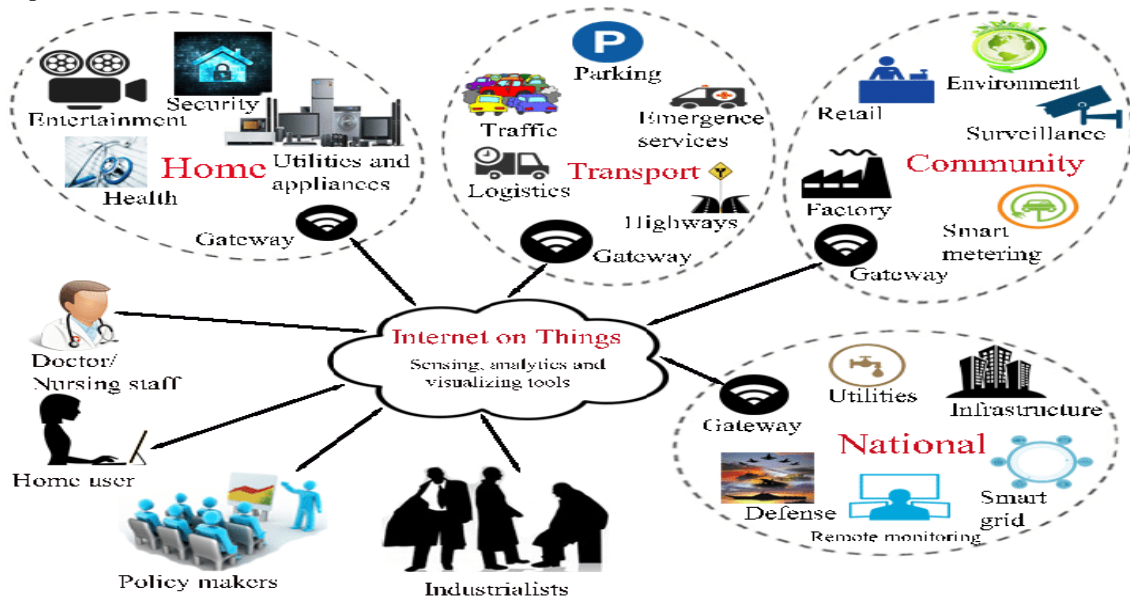 Entertainment
Security
Health
Home
Utilities and
appliances
Gateway
P
Parking
Traffic
Emergence
services
Logistics
Transport
Highways
Gateway
Retail
Environment
Surveillance
Community
Factory
Smart
metering
Gateway
Internet on Things
Sensing, analytics and
visualizing tools
Doctor/
Nursing staff
Home user
Policy makers
Industrialists
Gateway
Utilities
Infrastructure
National
Defense
Remote monitoring
Smart
grid